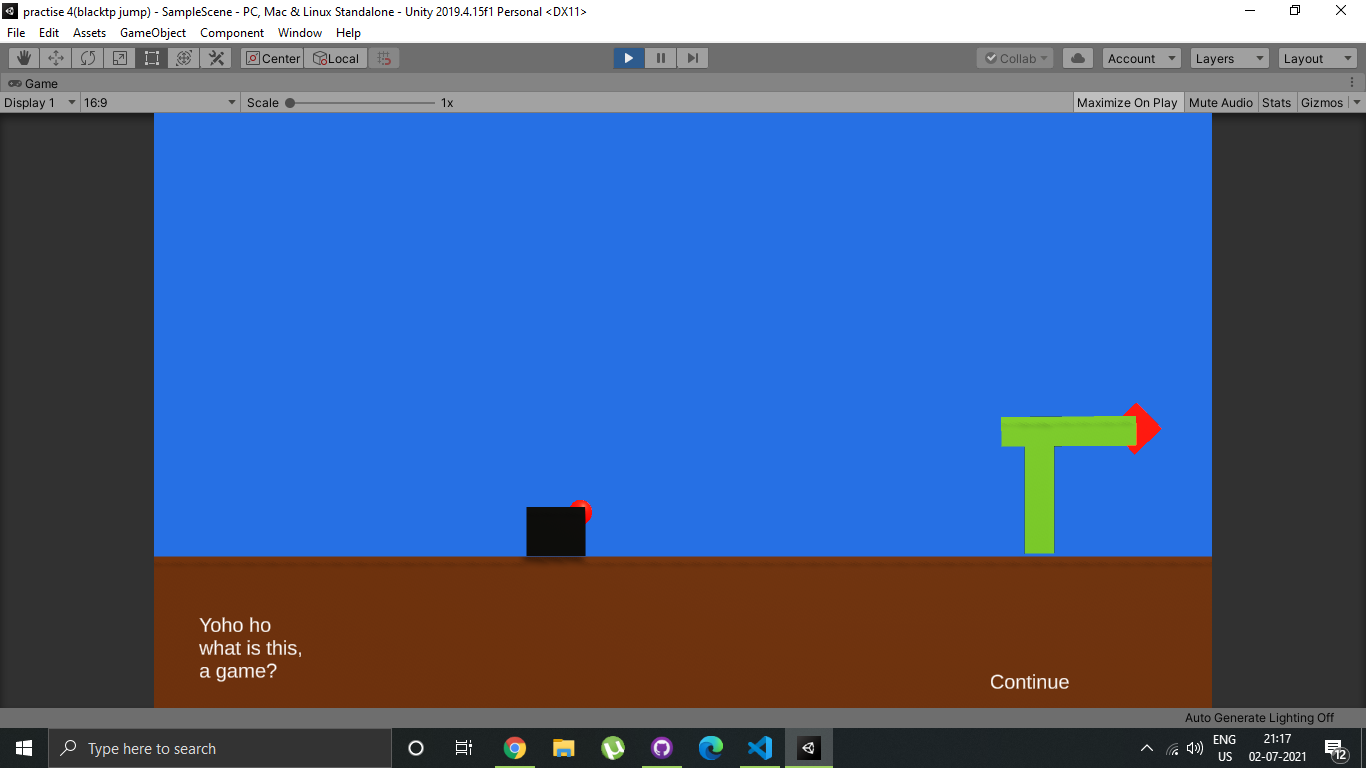 practise 4(blacktp jump) - SampleScene - PC, Mac & Linux Standalone - Unity 2019.4.15f1 Personal <DX11>
File Edit Assets GameObject Component Window Help
Center Local Collab Account Layers Layout
Game
Display 1 16:9 Scale 1x Maximize On Play Mute Audio Stats Gizmos
Yoho ho
what is this,
a game?
Continue
Auto Generate Lighting Off
Type here to search
ENG 21:17
US 02-07-2021
12